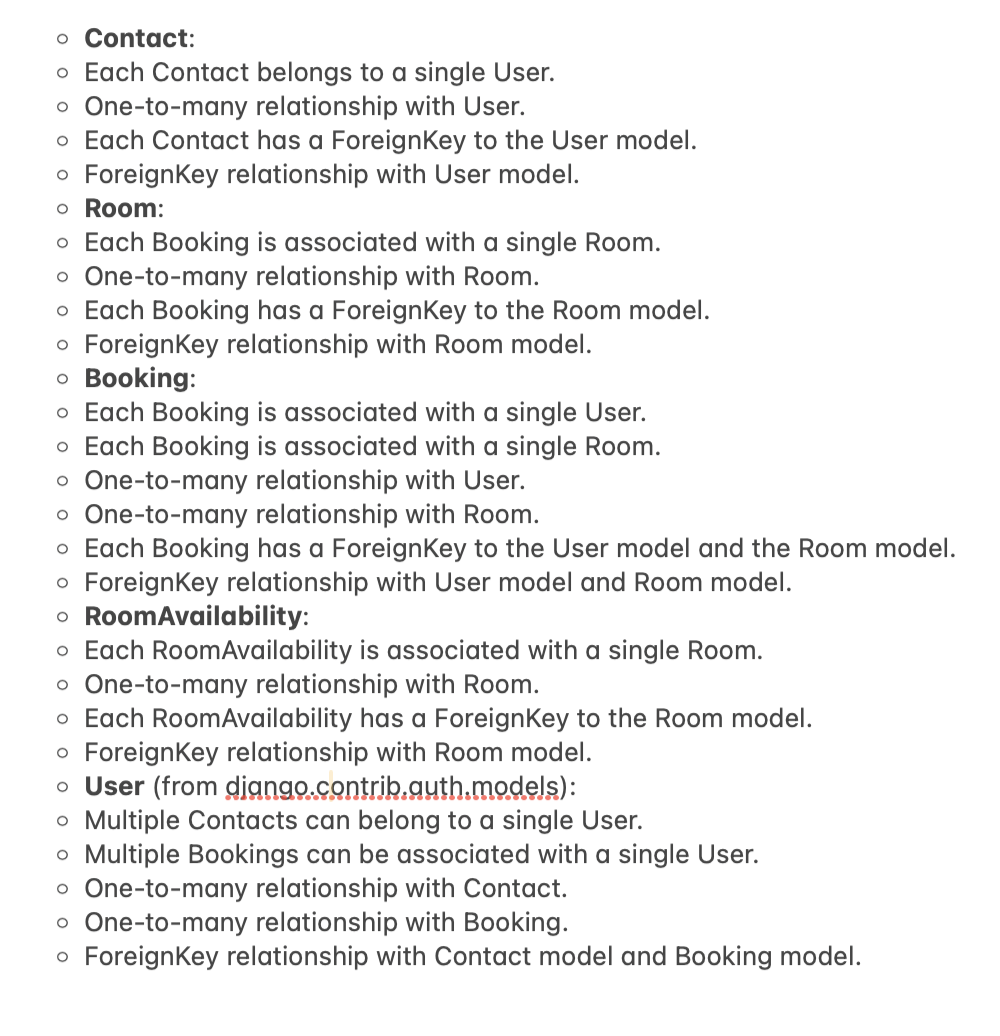 Contact:
Each Contact belongs to a single User.
One-to-many relationship with User.
Each Contact has a ForeignKey to the User model.
ForeignKey relationship with User model.
Room:
Each Booking is associated with a single Room.
One-to-many relationship with Room.
Each Booking has a ForeignKey to the Room model.
ForeignKey relationship with Room model.
Booking:
Each Booking is associated with a single User.
Each Booking is associated with a single Room.
One-to-many relationship with User.
One-to-many relationship with Room.
Each Booking has a ForeignKey to the User model and the Room model.
ForeignKey relationship with User model and Room model.
RoomAvailability:
Each RoomAvailability is associated with a single Room.
One-to-many relationship with Room.
Each RoomAvailability has a ForeignKey to the Room model.
ForeignKey relationship with Room model.
User (from django.contrib.auth.models):
Multiple Contacts can belong to a single User.
Multiple Bookings can be associated with a single User.
One-to-many relationship with Contact.
One-to-many relationship with Booking.
ForeignKey relationship with Contact model and Booking model.